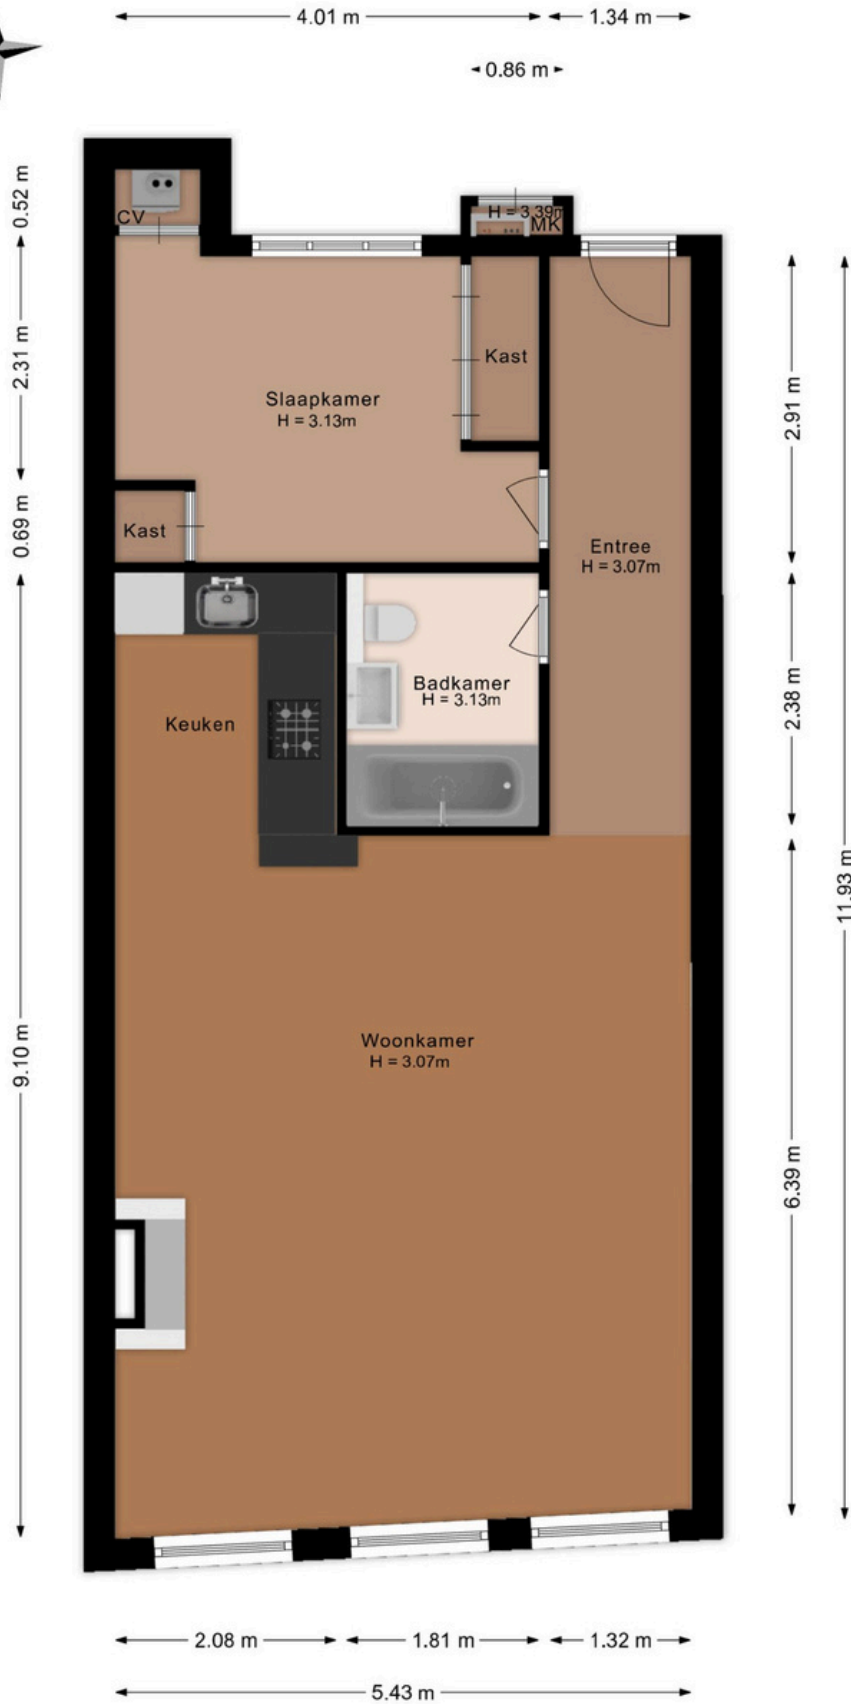 4.01 m
1.34 m
0.86 m
0.52 m
CV
H = 3.39m
MK
2.31 m
2.91 m
Kast
Slaapkamer
H = 3.13m
0.69 m
Kast
Entree
H = 3.07m
Badkamer
H = 3.13m
2.38 m
Keuken
11.93 m
Woonkamer
H = 3.07m
9.10 m
6.39 m
2.08 m
1.81 m
1.32 m
5.43 m